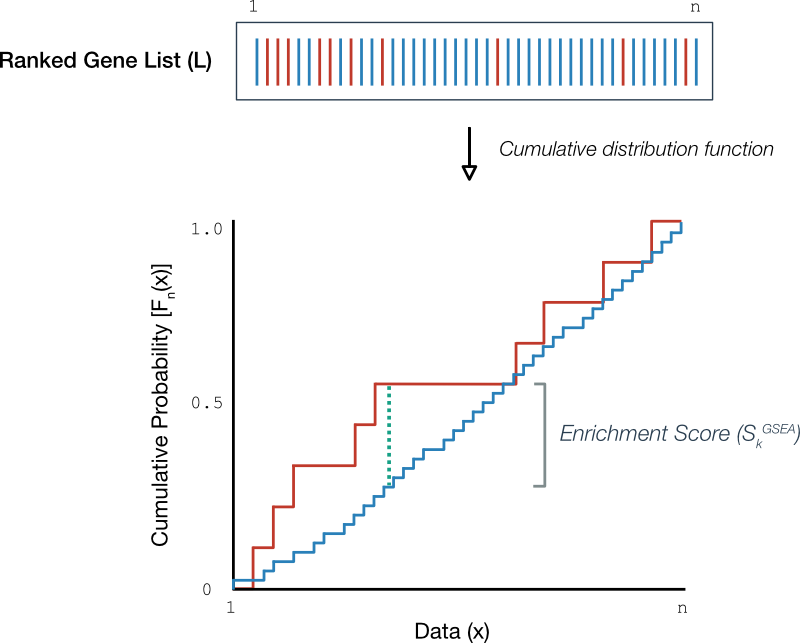 1 n
Ranked Gene List (L)
Cumulative distribution function
1.0
Cumulative Probability [Fn(x)]
0.5
Enrichment Score (SkGSEA)
0
1 n
Data (x)